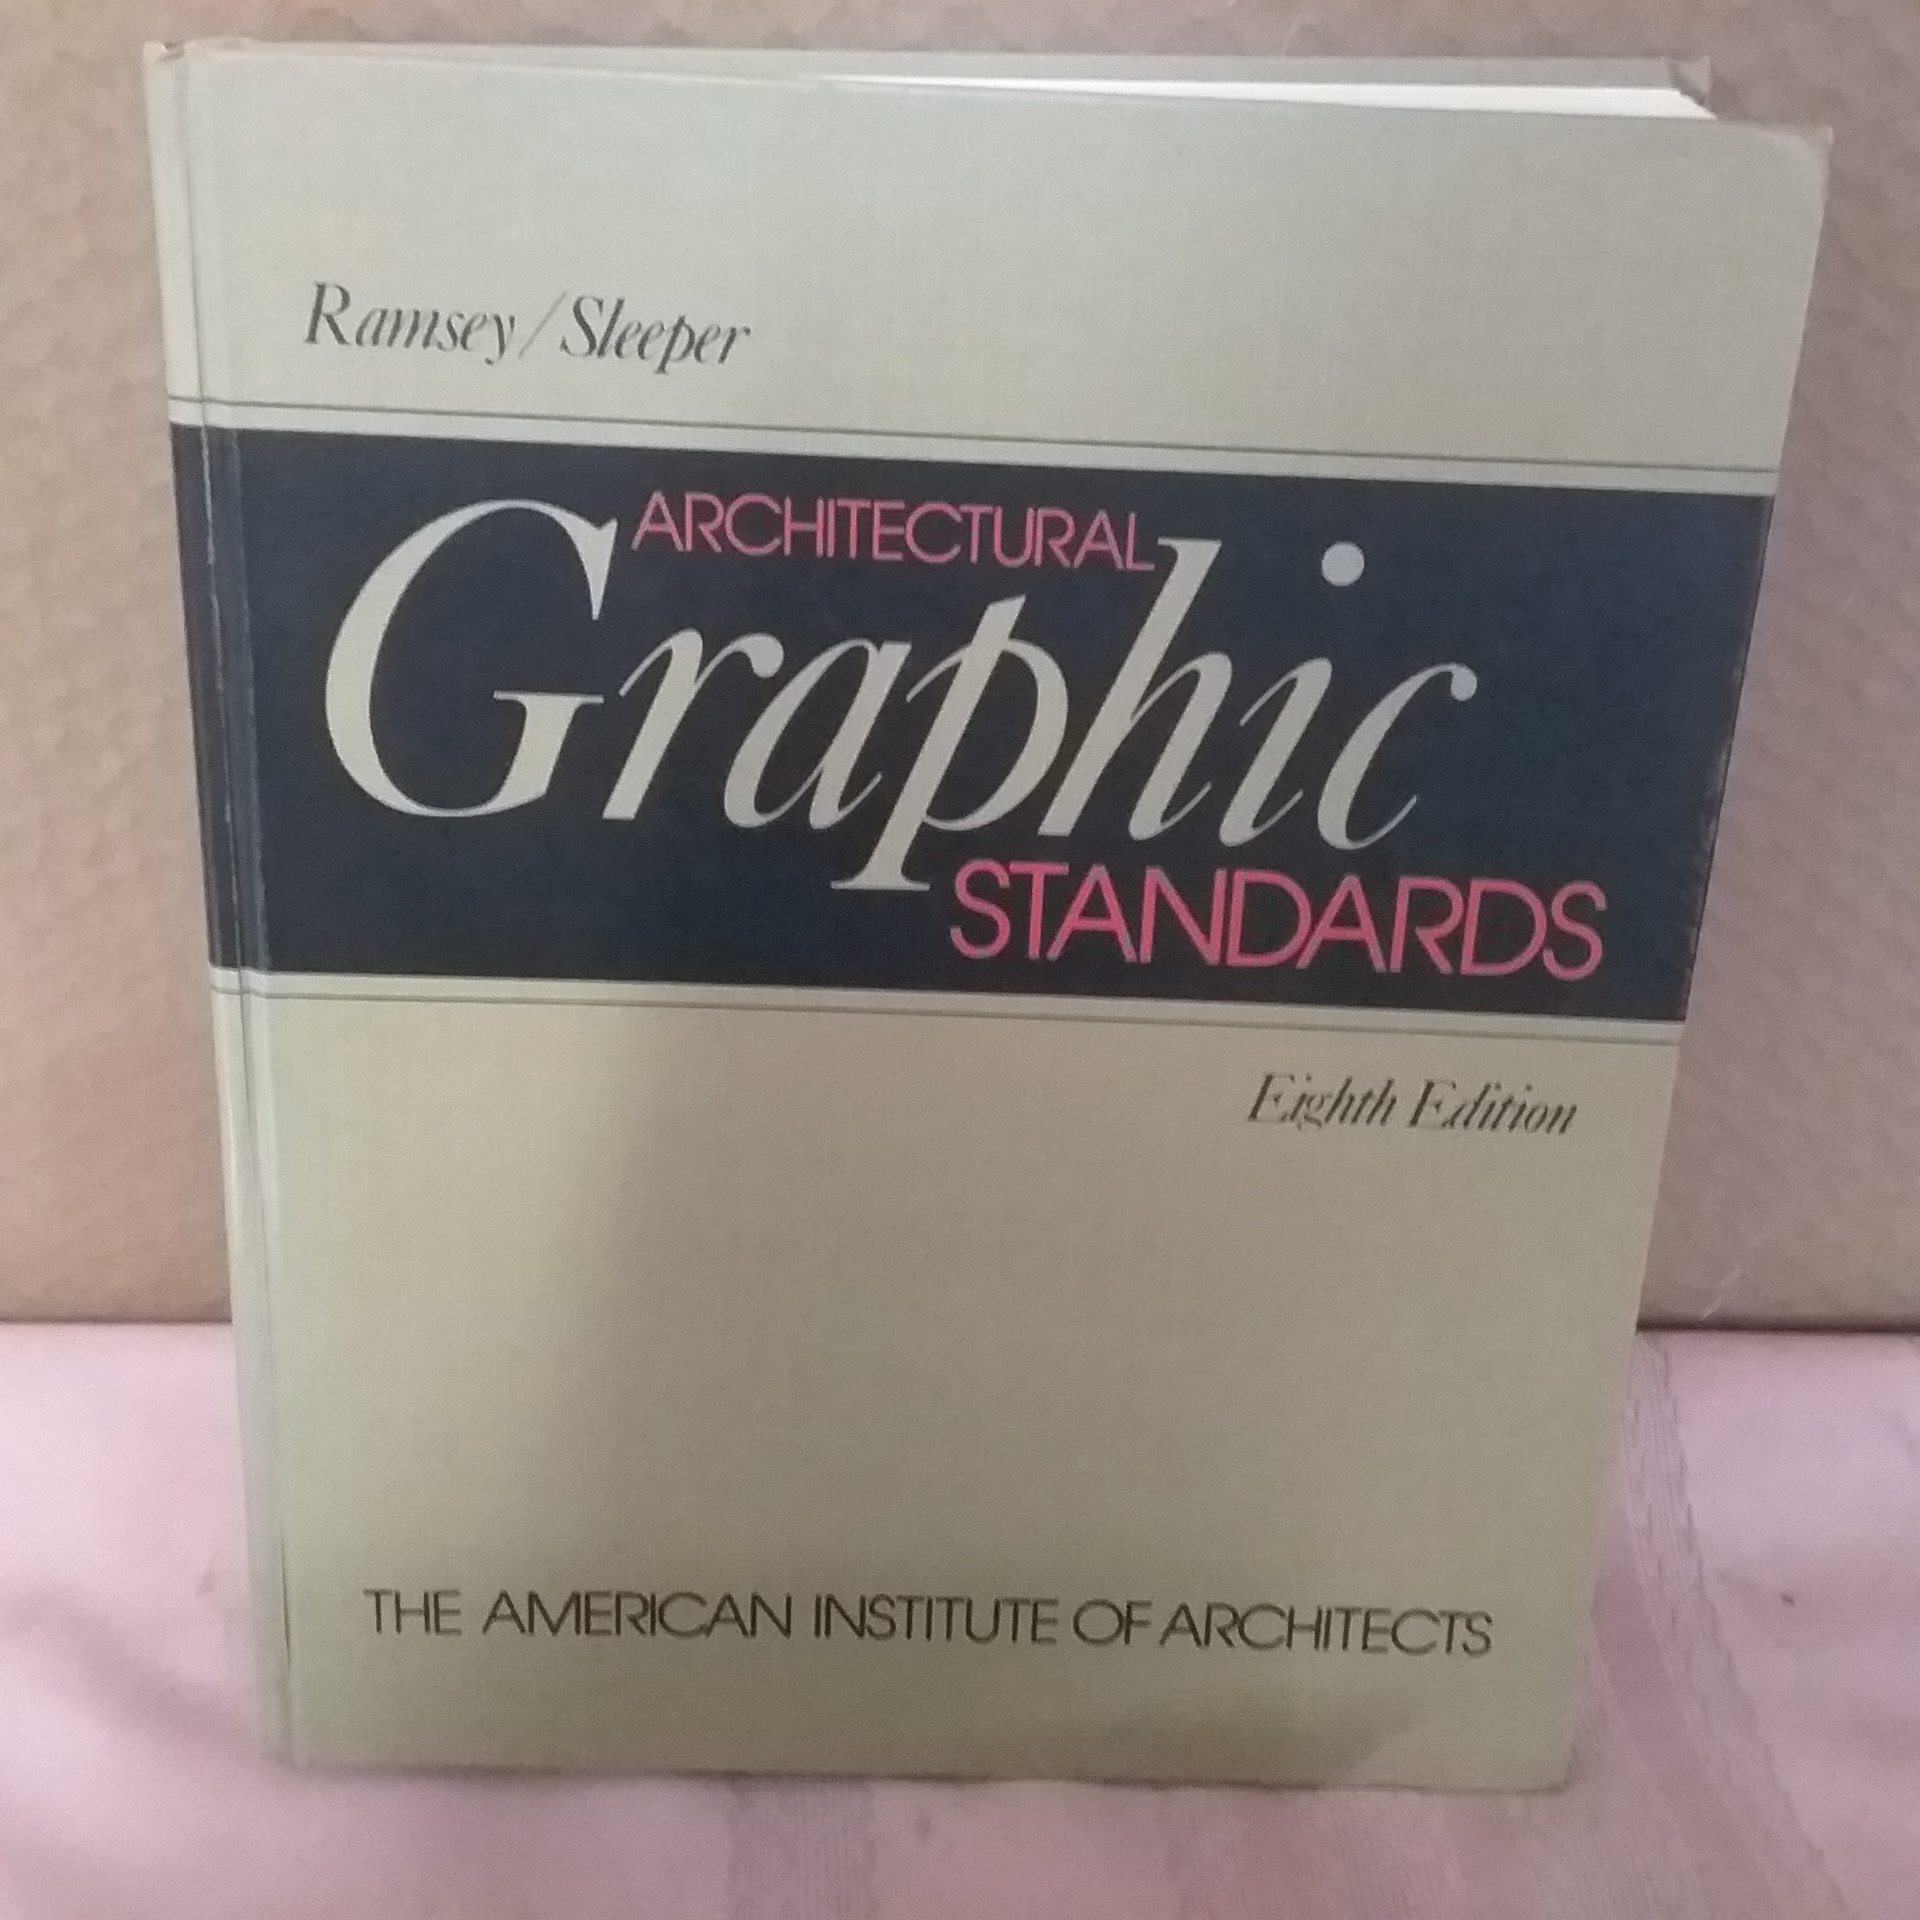 Ramsey/Sleeper
ARCHITECTURAL
Graphic
STANDARDS
Eighth Edition
THE AMERICAN INSTITUTE OF ARCHITECTS